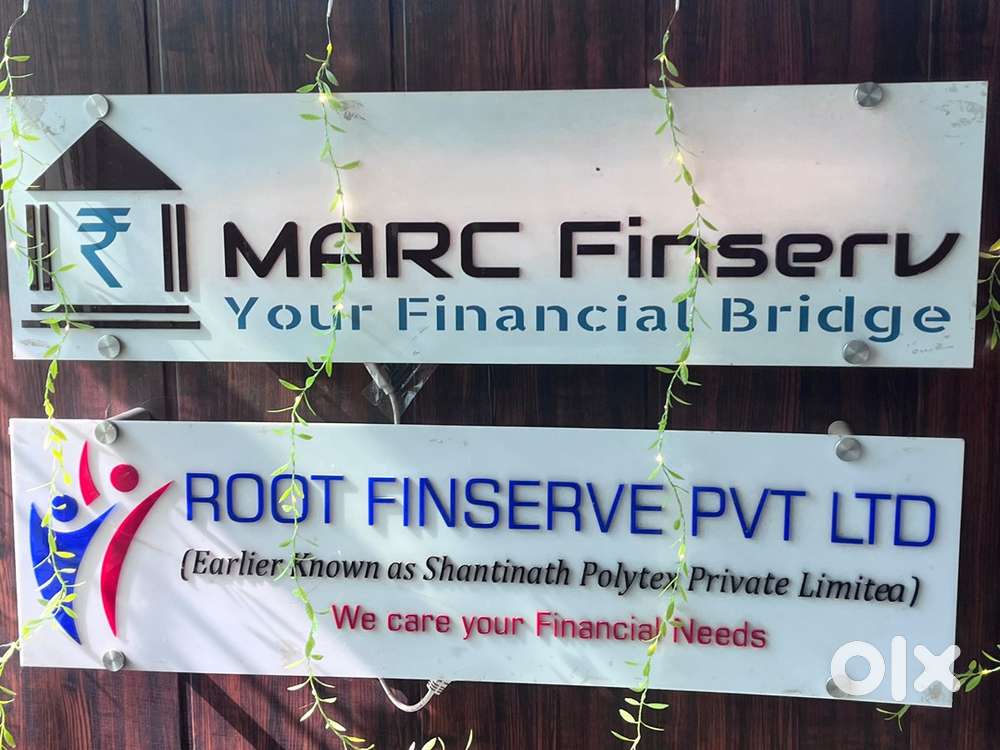 ₹ MARC Finserv
Your Financial Bridge
ROOT FINSERVE PVT LTD
(Earlier Known as Shantinath Polytex Private Limited)
We care your Financial Needs
olx